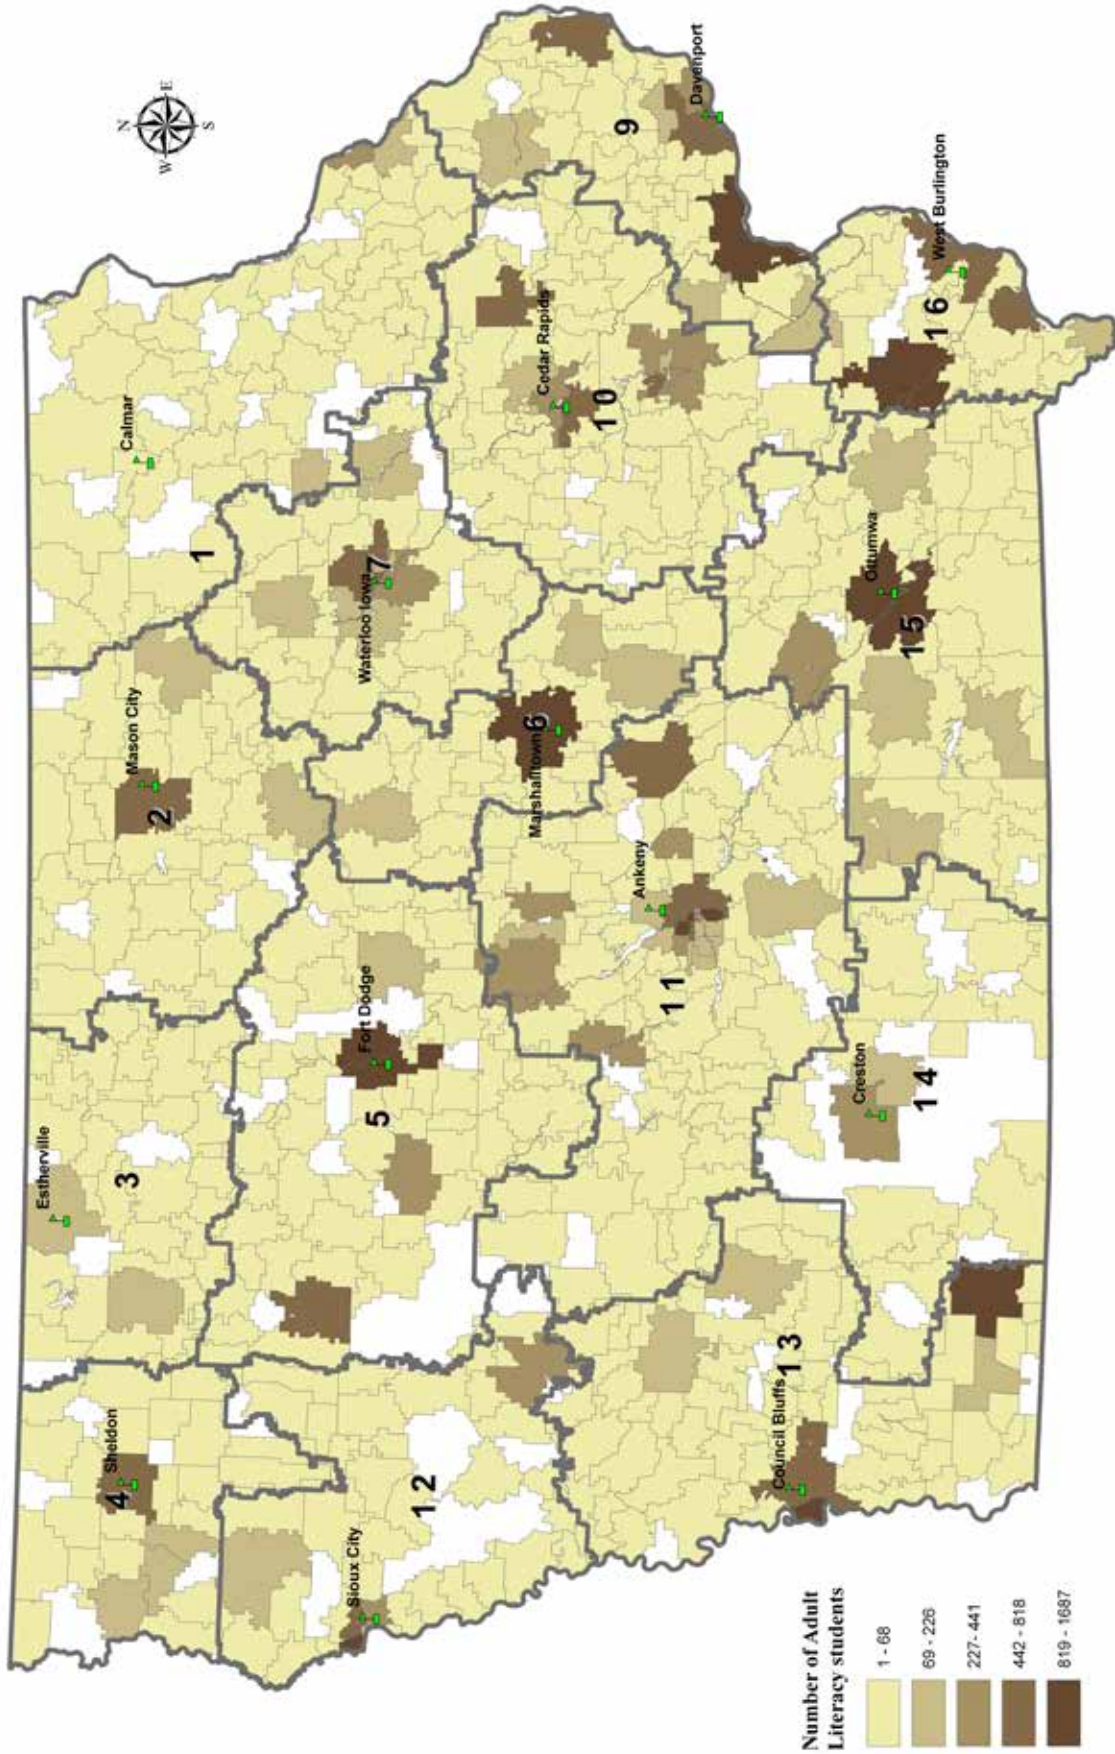 N
W
E
S
Estherville
3
Sheldon
4
Mason City
2
Calmar
1
Sioux City
12
Fort Dodge
5
Waterloo Iowa
7
Marshalltown
6
Cedar Rapids
10
9
Davenport
Ankeny
11
Council Bluffs
13
Creston
14
Ottumwa
15
West Burlington
16
Number of Adult
Literacy students
1 - 68
69 - 226
227- 441
442 - 818
819 - 1687